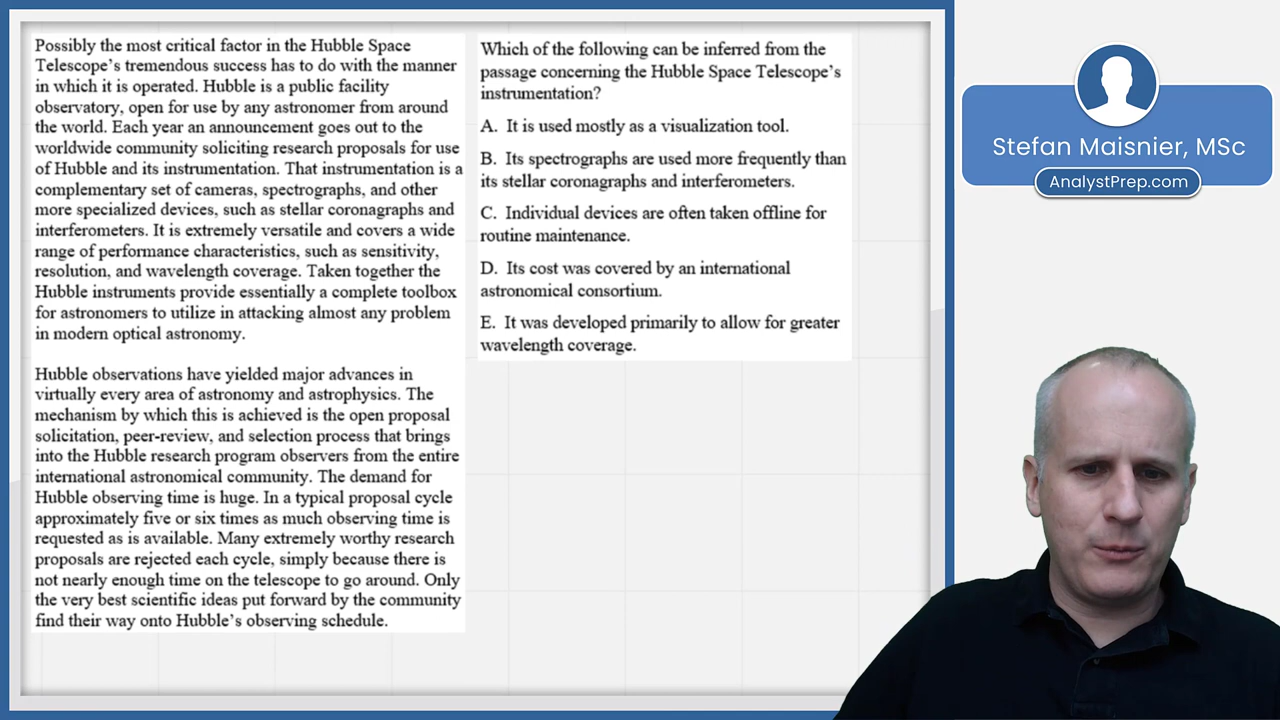 Possibly the most critical factor in the Hubble Space
Telescope's tremendous success has to do with the manner
in which it is operated. Hubble is a public facility
observatory, open for use by any astronomer from around
the world. Each year an announcement goes out to the
worldwide community soliciting research proposals for use
of Hubble and its instrumentation. That instrumentation is a
complementary set of cameras, spectrographs, and other
more specialized devices, such as stellar coronagraphs and
interferometers. It is extremely versatile and covers a wide
range of performance characteristics, such as sensitivity,
resolution, and wavelength coverage. Taken together the
Hubble instruments provide essentially a complete toolbox
for astronomers to utilize in attacking almost any problem
in modern optical astronomy.
Hubble observations have yielded major advances in
virtually every area of astronomy and astrophysics. The
mechanism by which this is achieved is the open proposal
solicitation, peer-review, and selection process that brings
into the Hubble research program observers from the entire
international astronomical community. The demand for
Hubble observing time is huge. In a typical proposal cycle
approximately five or six times as much observing time is
requested as is available. Many extremely worthy research
proposals are rejected each cycle, simply because there is
not nearly enough time on the telescope to go around. Only
the very best scientific ideas put forward by the community
find their way onto Hubble's observing schedule.
Which of the following can be inferred from the
passage concerning the Hubble Space Telescope's
instrumentation?
A. It is used mostly as a visualization tool.
B. Its spectrographs are used more frequently than
its stellar coronagraphs and interferometers.
C. Individual devices are often taken offline for
routine maintenance.
D. Its cost was covered by an international
astronomical consortium.
E. It was developed primarily to allow for greater
wavelength coverage.
Stefan Maisnier, MSc
AnalystPrep.com